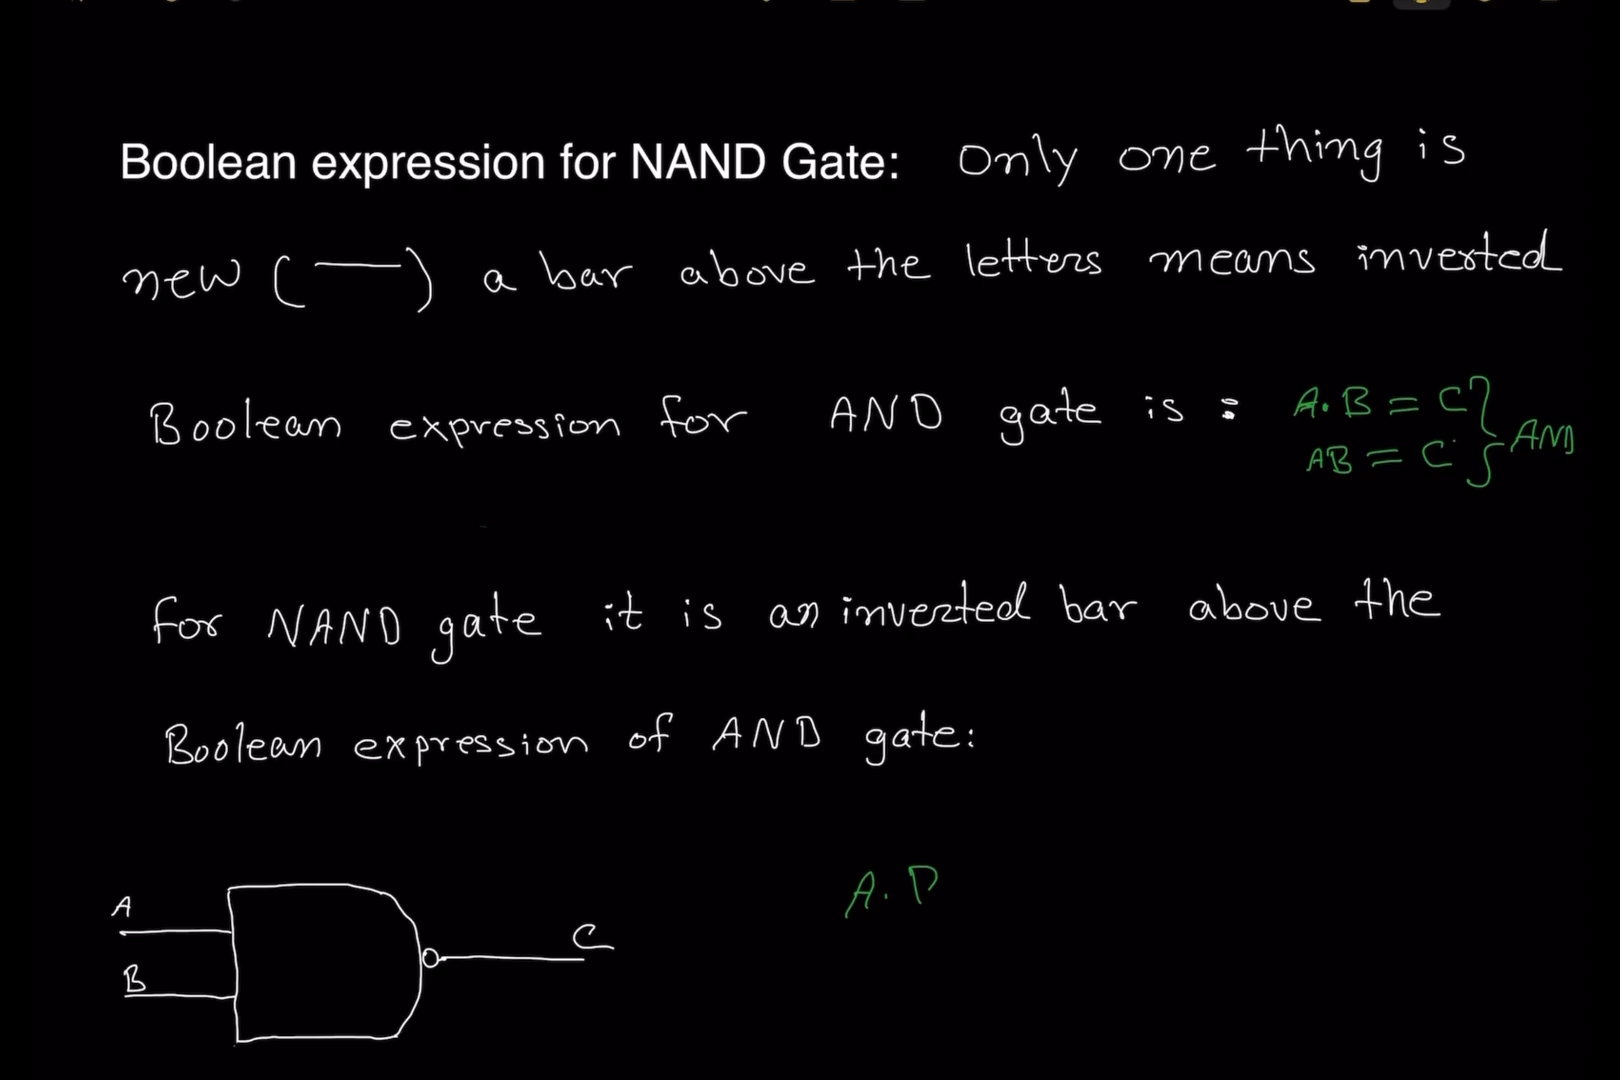 Boolean expression for NAND Gate: Only one thing is
new ( — ) a bar above the letters means inverted
Boolean expression for AND gate is : A.B = C
AB = C } AND
for NAND gate it is an inverted bar above the
Boolean expression of AND gate:
A
B
C
A.